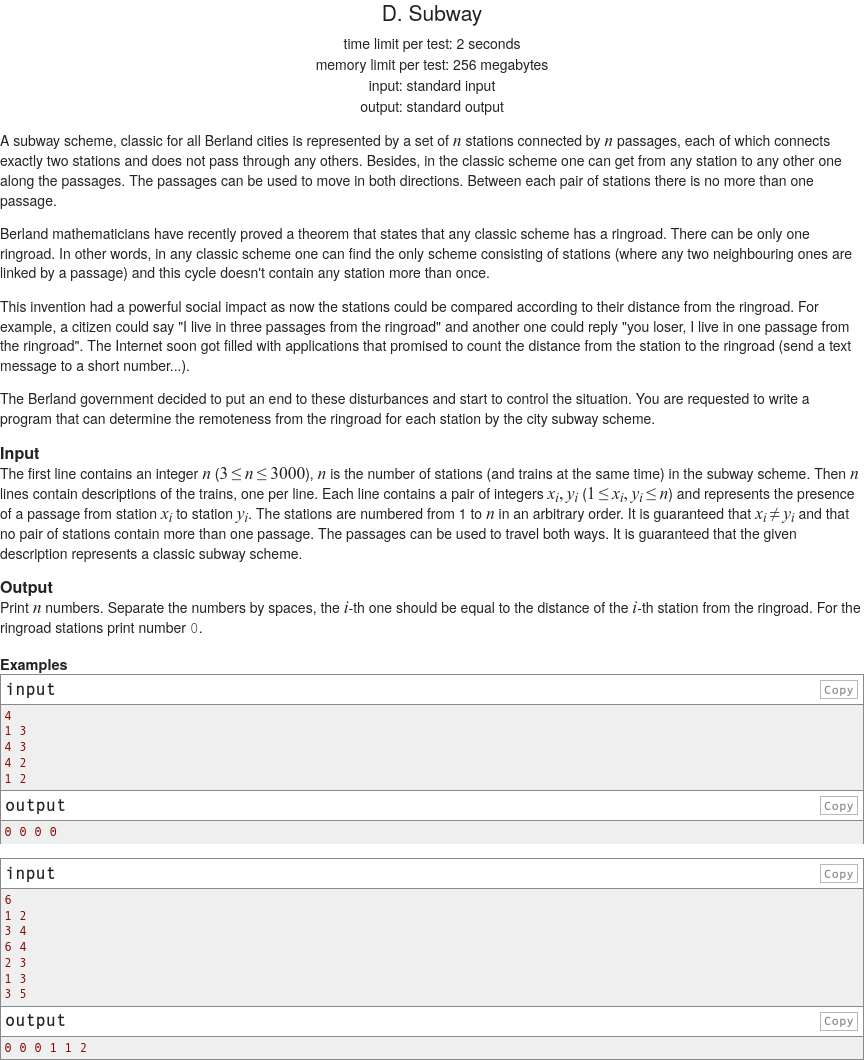 D. Subway
time limit per test: 2 seconds
memory limit per test: 256 megabytes
input: standard input
output: standard output
A subway scheme, classic for all Berland cities is represented by a set of n stations connected by n passages, each of which connects
exactly two stations and does not pass through any others. Besides, in the classic scheme one can get from any station to any other one
along the passages. The passages can be used to move in both directions. Between each pair of stations there is no more than one
passage.
Berland mathematicians have recently proved a theorem that states that any classic scheme has a ringroad. There can be only one
ringroad. In other words, in any classic scheme one can find the only scheme consisting of stations (where any two neighbouring ones are
linked by a passage) and this cycle doesn't contain any station more than once.
This invention had a powerful social impact as now the stations could be compared according to their distance from the ringroad. For
example, a citizen could say "I live in three passages from the ringroad" and another one could reply "you loser, I live in one passage from
the ringroad". The Internet soon got filled with applications that promised to count the distance from the station to the ringroad (send a text
message to a short number...).
The Berland government decided to put an end to these disturbances and start to control the situation. You are requested to write a
program that can determine the remoteness from the ringroad for each station by the city subway scheme.
Input
The first line contains an integer n (3 ≤ n ≤ 3000), n is the number of stations (and trains at the same time) in the subway scheme. Then n
lines contain descriptions of the trains, one per line. Each line contains a pair of integers xi, yi (1 ≤ xi, yi ≤ n) and represents the presence
of a passage from station xi to station yi. The stations are numbered from 1 to n in an arbitrary order. It is guaranteed that xi ≠ yi and that
no pair of stations contain more than one passage. The passages can be used to travel both ways. It is guaranteed that the given
description represents a classic subway scheme.
Output
Print n numbers. Separate the numbers by spaces, the i-th one should be equal to the distance of the i-th station from the ringroad. For the
ringroad stations print number 0.
Examples
input Copy
4
1 3
4 3
4 2
1 2
output Copy
0 0 0 0
input Copy
6
1 2
3 4
6 4
2 3
1 3
3 5
output Copy
0 0 0 1 1 2